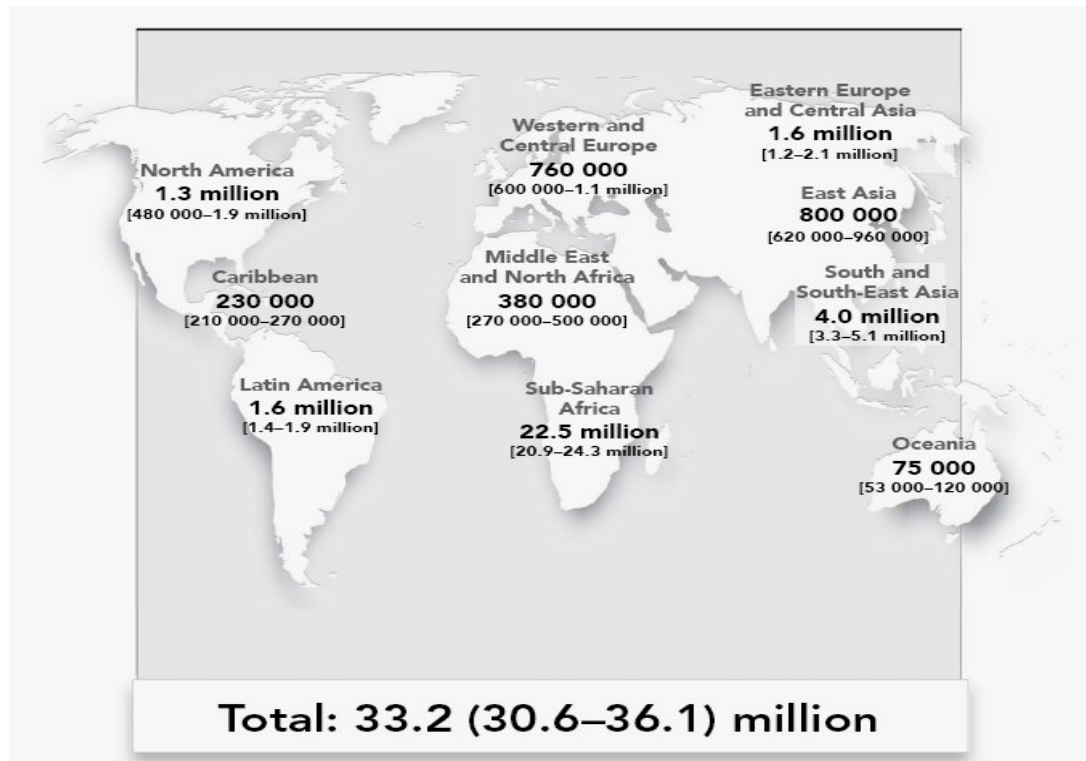 Eastern Europe
and Central Asia
1.6 million
[1.2–2.1 million]
Western and
Central Europe
760 000
[600 000–1.1 million]
North America
1.3 million
[480 000–1.9 million]
East Asia
800 000
[620 000–960 000]
Middle East
and North Africa
380 000
[270 000–500 000]
South and
South-East Asia
4.0 million
[3.3–5.1 million]
Caribbean
230 000
[210 000–270 000]
Latin America
1.6 million
[1.4–1.9 million]
Sub-Saharan
Africa
22.5 million
[20.9–24.3 million]
Oceania
75 000
[53 000–120 000]
Total: 33.2 (30.6–36.1) million